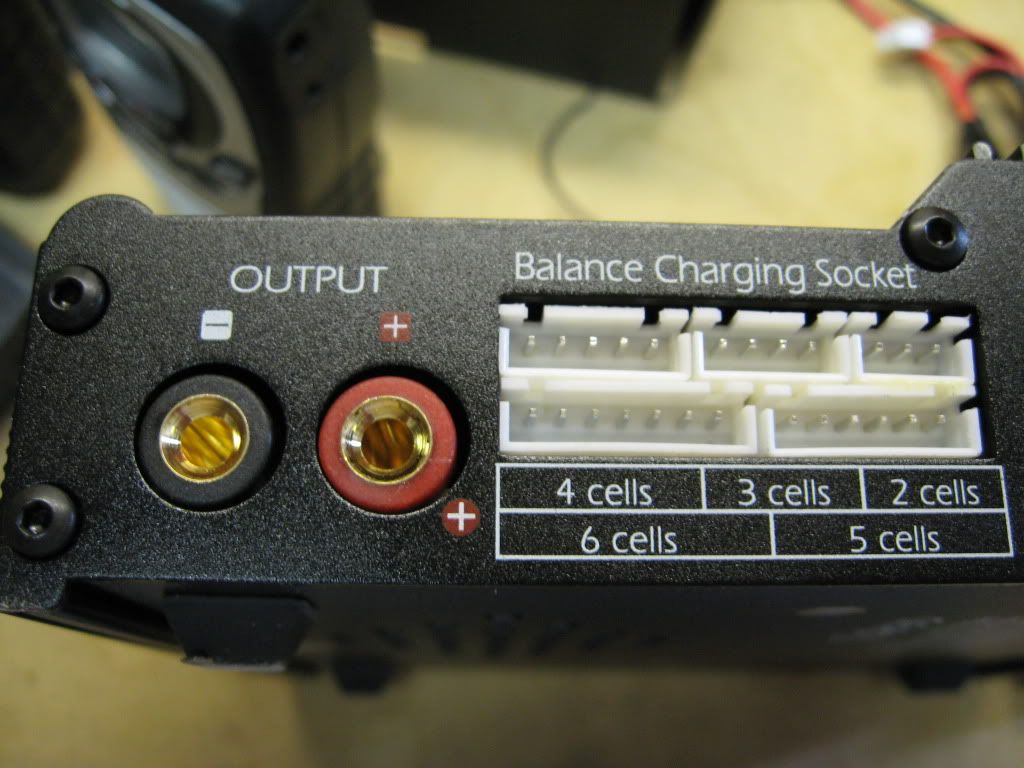 OUTPUT
Balance Charging Socket
− +
+
4 cells 3 cells 2 cells
6 cells 5 cells